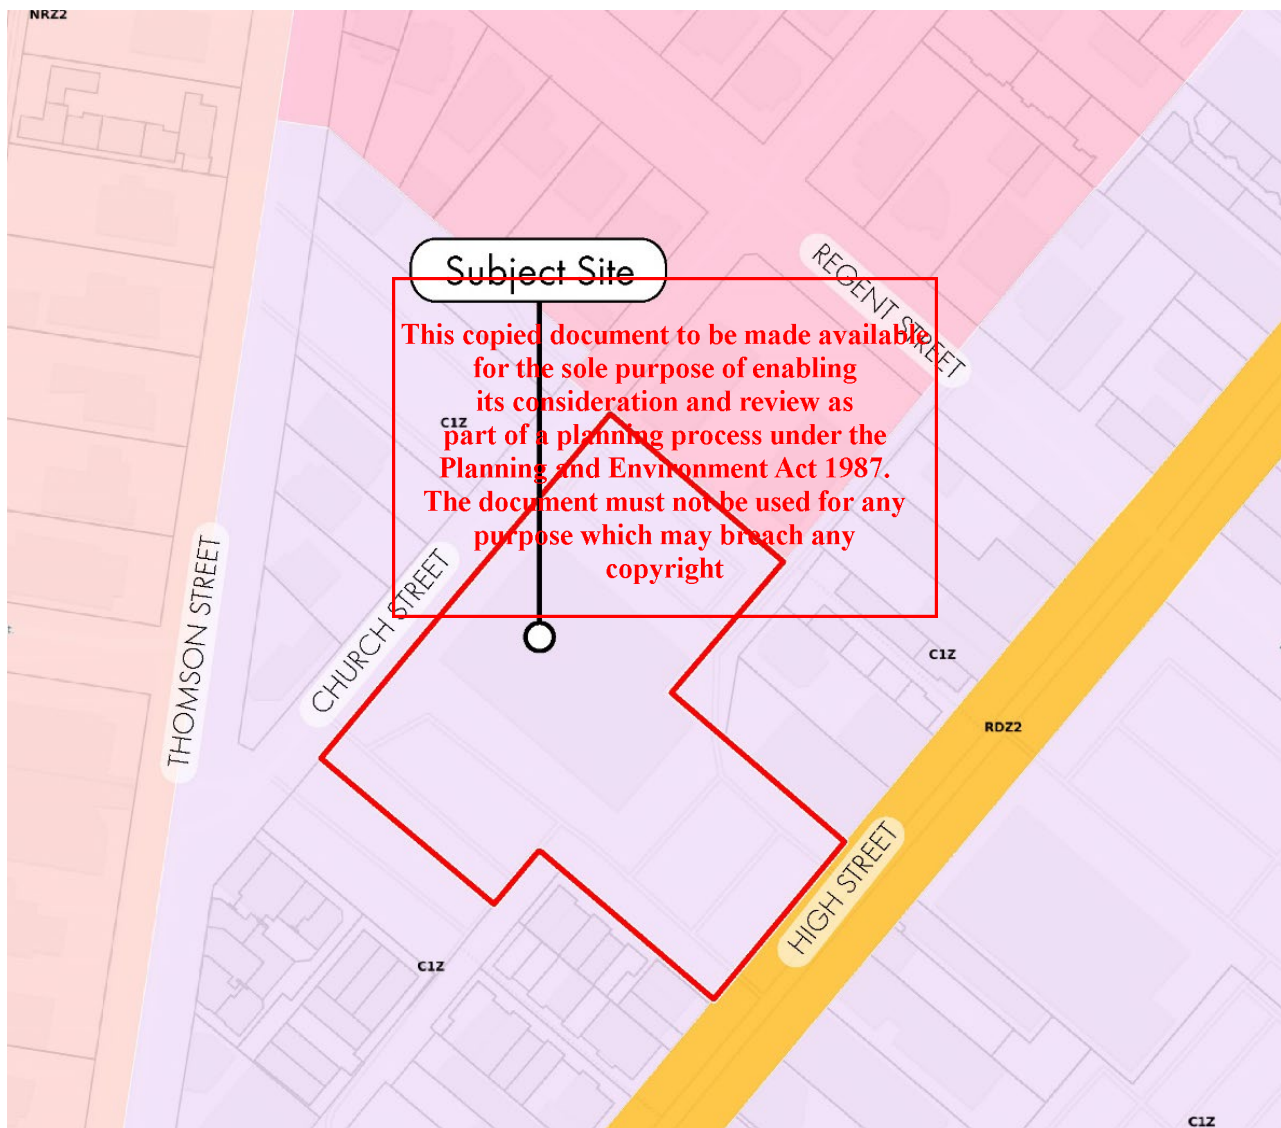 NRZ2
REGENT STREET
Subject Site
This copied document to be made available
for the sole purpose of enabling
its consideration and review as
part of a planning process under the
Planning and Environment Act 1987.
The document must not be used for any
purpose which may breach any
copyright
C1Z
THOMSON STREET
CHURCH STREET
C1Z
RDZ2
HIGH STREET
C1Z
C1Z